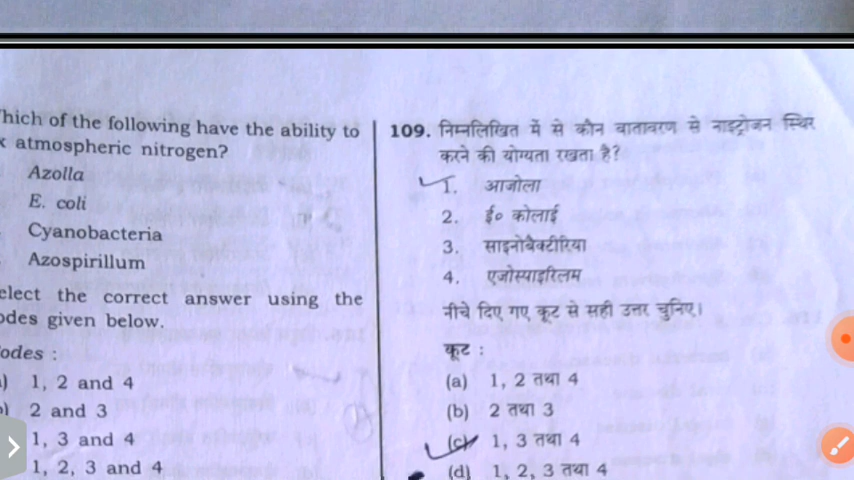 hich of the following have the ability to
atmospheric nitrogen?
Azolla
E. coli
Cyanobacteria
Azospirillum
elect the correct answer using the
odes given below.
odes :
) 1, 2 and 4
) 2 and 3
1, 3 and 4
1, 2, 3 and 4
109. निम्नलिखित में से कौन वातावरण से नाइट्रोजन स्थिर
करने की योग्यता रखता है?
1. आजोला
2. ई० कोलाई
3. साइनोबैक्टीरिया
4. एजोस्पाइरिलम
नीचे दिए गए कूट से सही उत्तर चुनिए।
कूट :
(a) 1, 2 तथा 4
(b) 2 तथा 3
(c) 1, 3 तथा 4
(d) 1, 2, 3 तथा 4